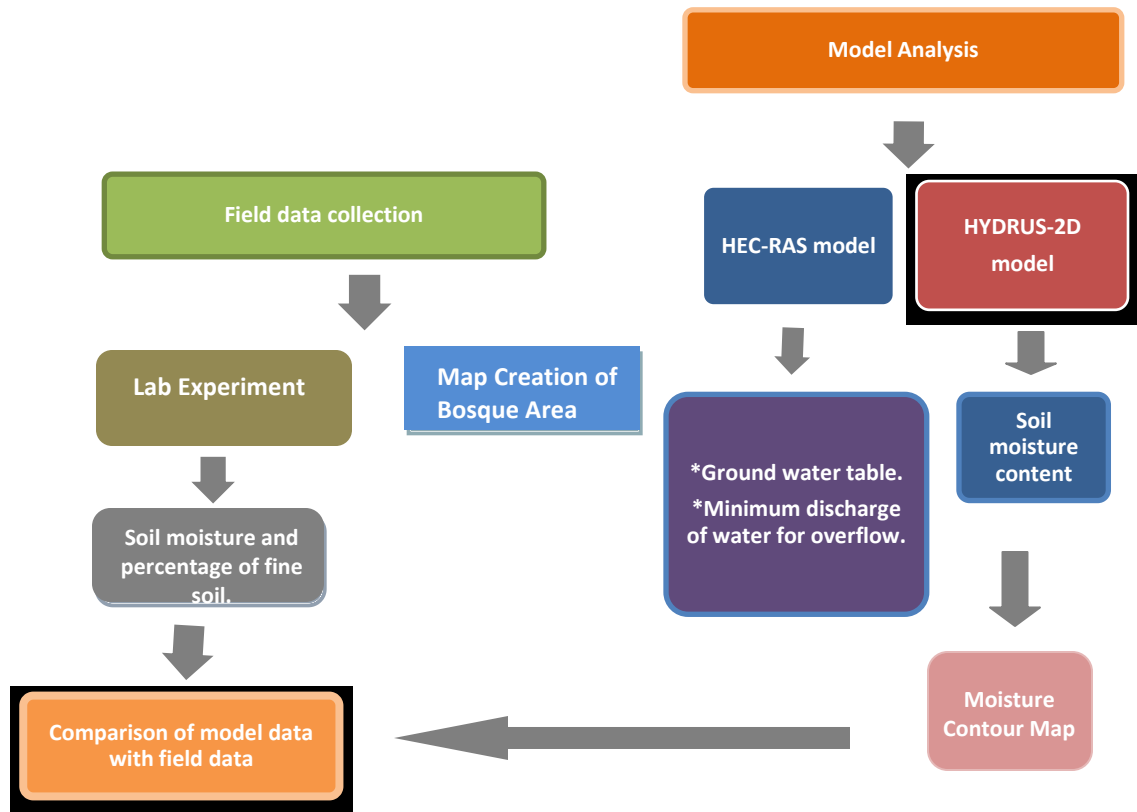 Model Analysis
Field data collection
HEC-RAS model
HYDRUS-2D
model
Lab Experiment
Map Creation of
Bosque Area
*Ground water table.
*Minimum discharge
of water for overflow.
Soil
moisture
content
Soil moisture and
percentage of fine
soil.
Moisture
Contour Map
Comparison of model data
with field data